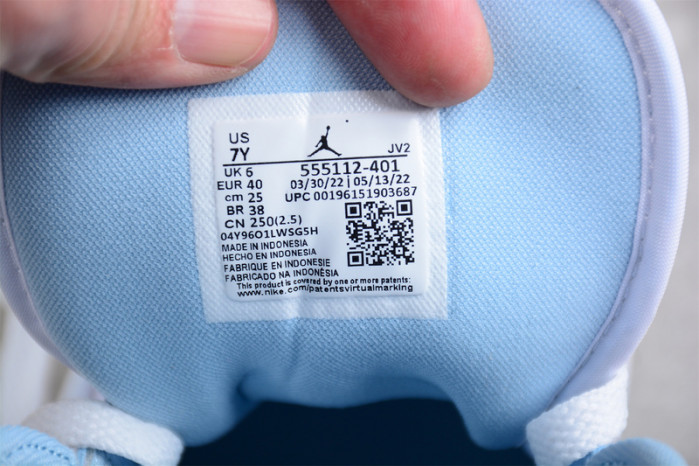 US
7Y
JV2
UK 6
555112-401
EUR 40
03/30/22 | 05/13/22
cm 25
UPC 00196151903687
BR 38
CN 250(2.5)
04Y96O1LWSG5H
MADE IN INDONESIA
HECHO EN INDONESIA
FABRIQUE EN INDONESIE
FABRICADO NA INDONÉSIA
This product is covered by one or more patents:
www.nike.com/patentsvirtualmarking